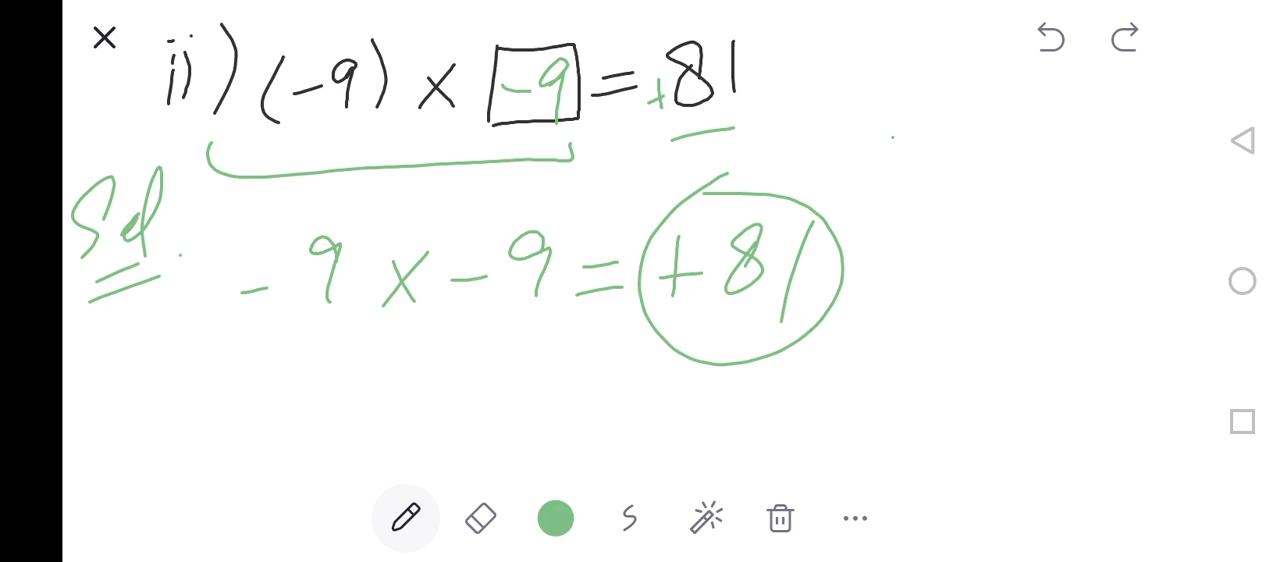 ii) (-9) × -9 = +81
Sol.
-9 × -9 = +81